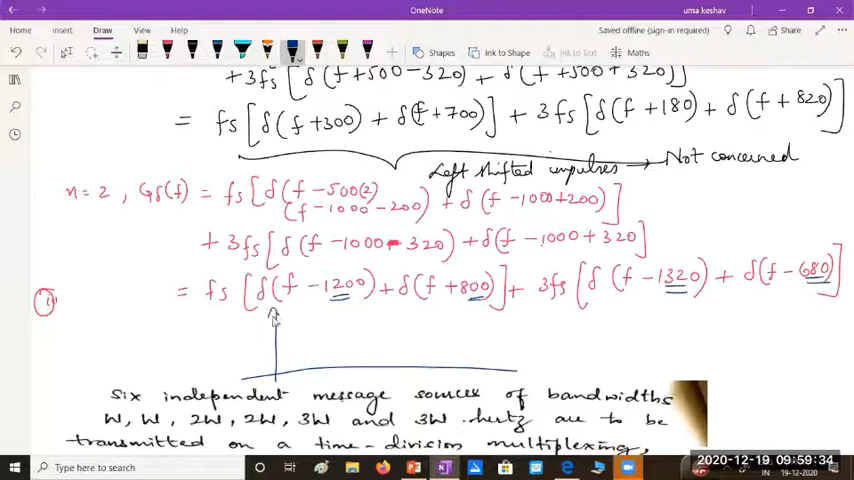 OneNote
uma keshav
Home Insert Draw View Help
Saved offline (sign-in required) Share
Shapes Ink to Shape Ink to Text Maths
+ 3fs [ δ(f+500-320) + δ(f+500+320) ]
= fs [ δ(f+300) + δ(f+700) ] + 3fs [ δ(f+180) + δ(f+820) ]
Left shifted impulses → Not concerned
n=2, Gδ(f) = fs [ δ(f-500(2)
(f-1000-200) + δ(f-1000+200) ]
+ 3fs [ δ(f-1000-320) + δ(f-1000+320) ]
= fs [ δ(f-1200) + δ(f+800) ] + 3fs [ δ(f-1320) + δ(f-680) ]
Six independent message sources of bandwidths
W, W, 2W, 2W, 3W and 3W hertz are to be
transmitted on a time-division multiplexing,
Type here to search
2020-12-19 09:59:34
IN 19-12-2020